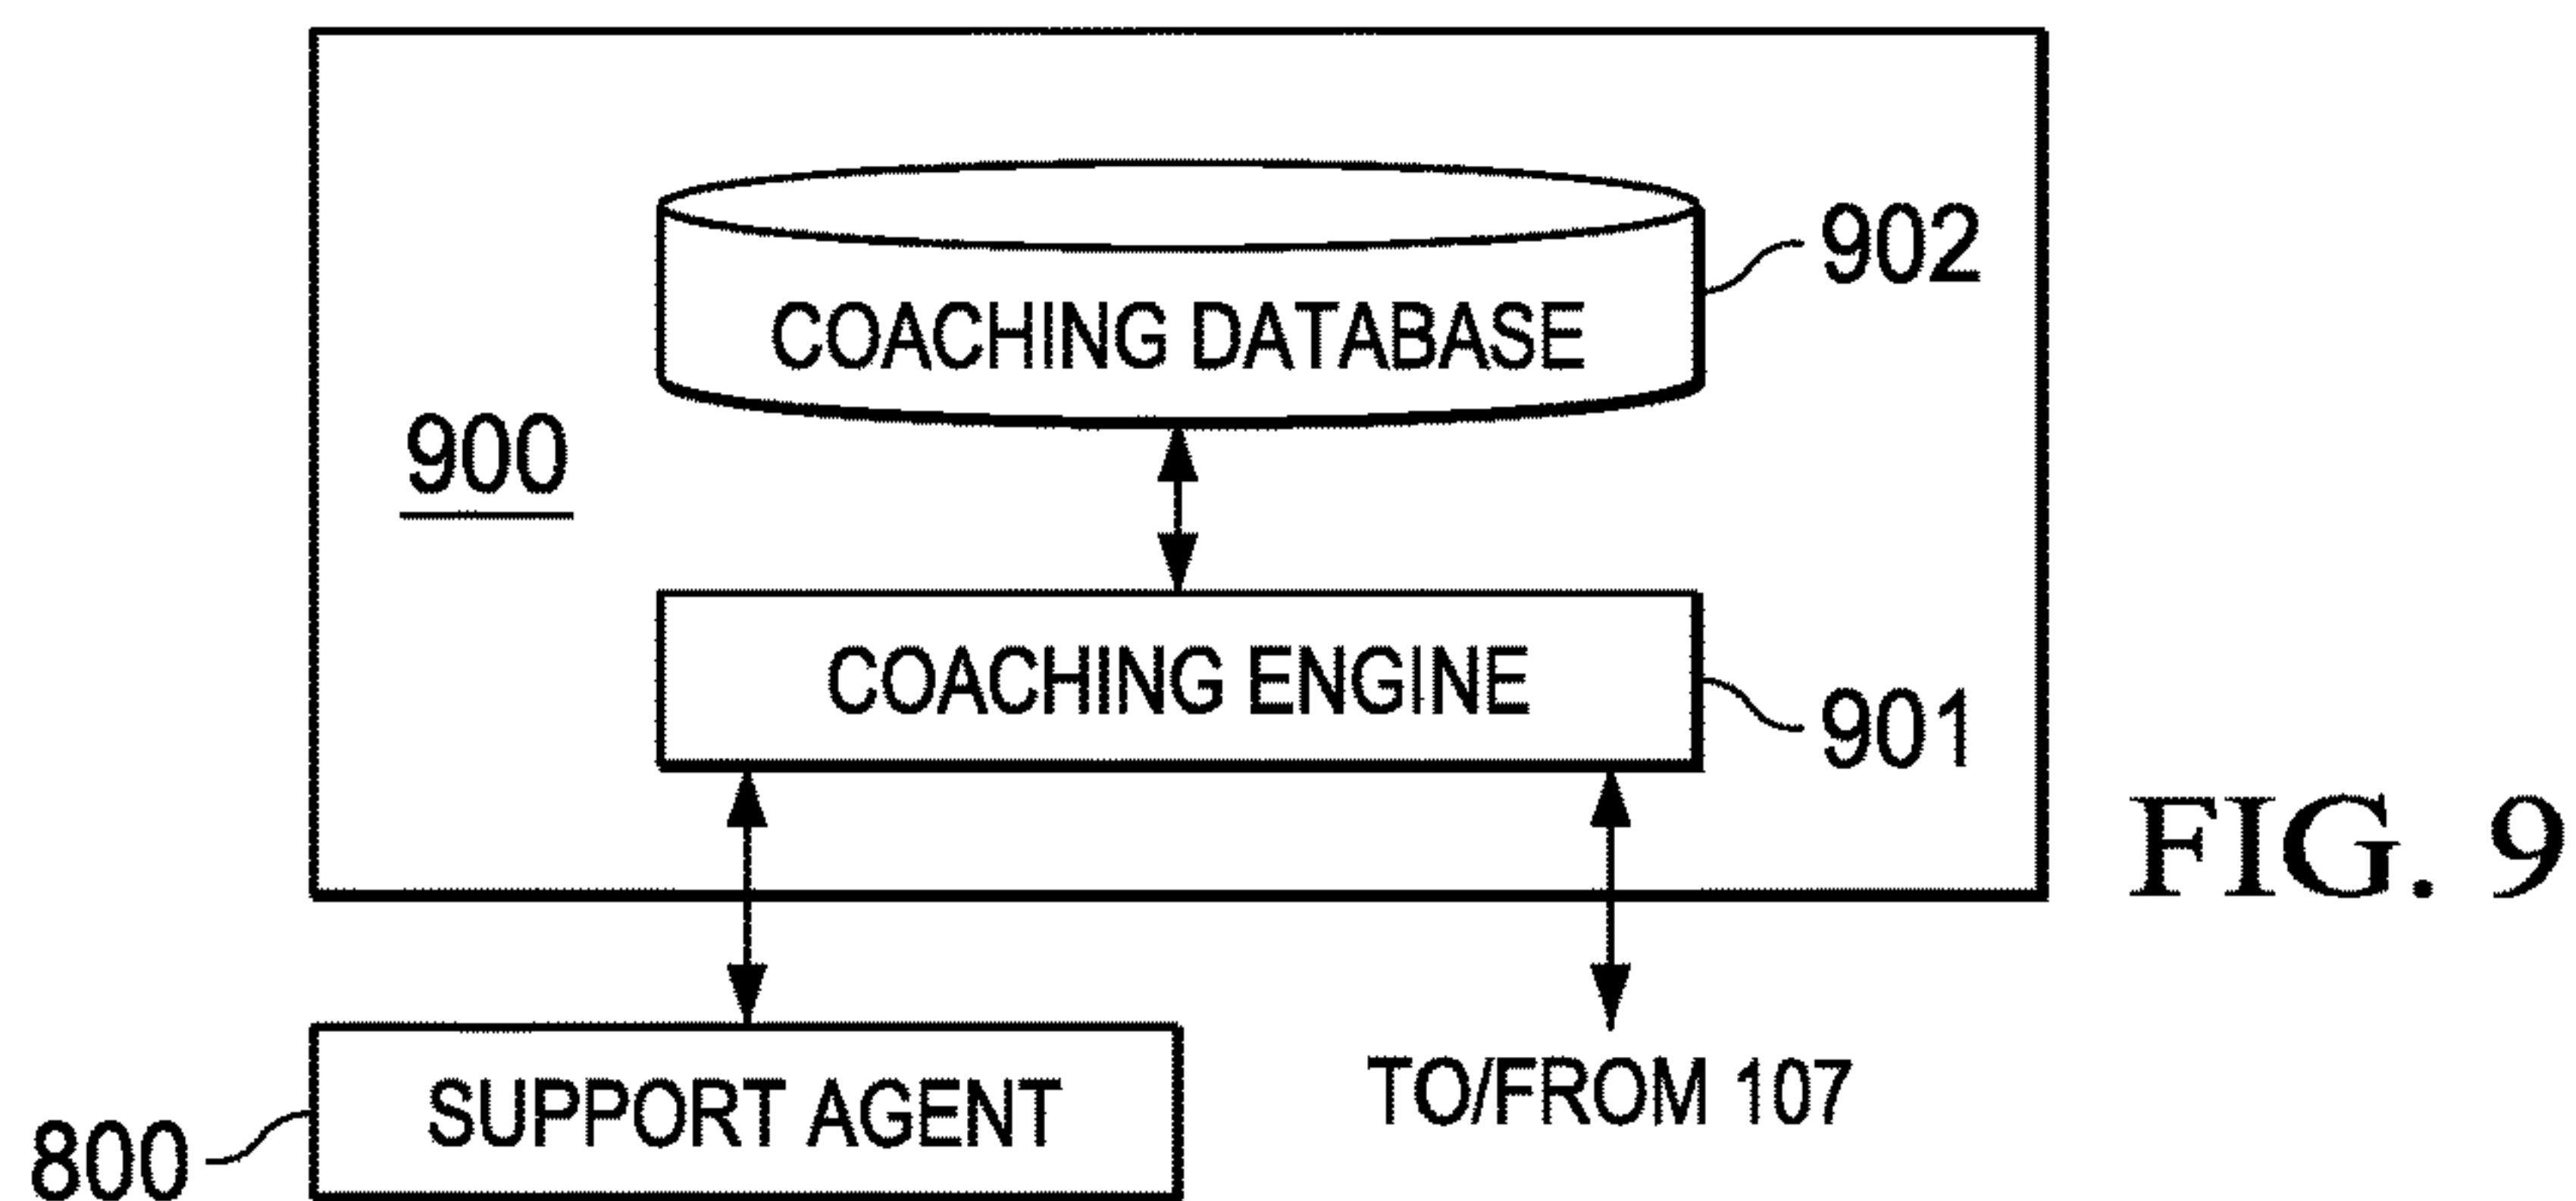 902
COACHING DATABASE
900
COACHING ENGINE
901
FIG. 9
SUPPORT AGENT
TO/FROM 107
800